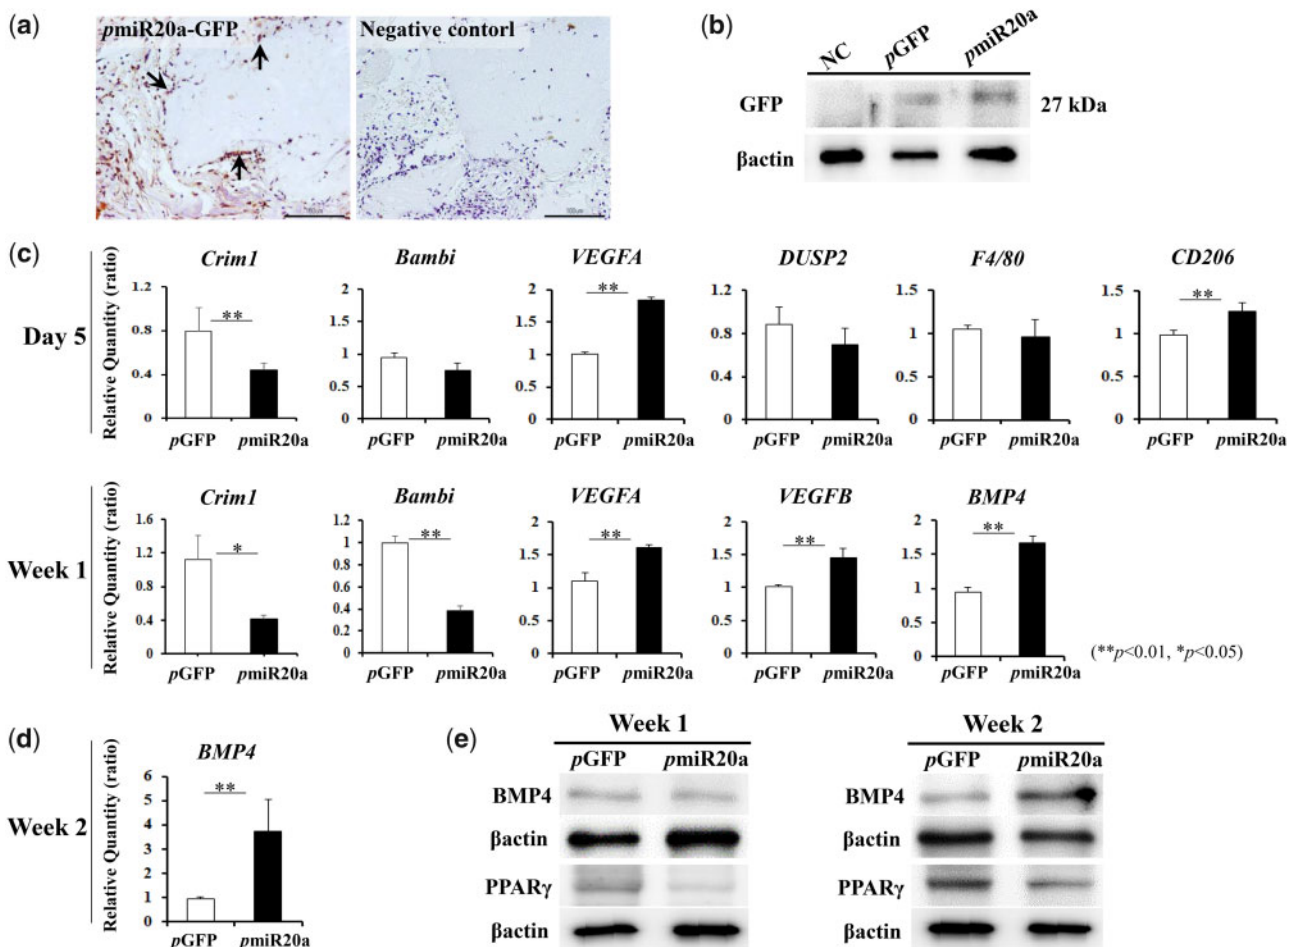 (a) pmiR20a-GFP Negative contorl
(b) NC pGFP pmiR20a
GFP 27 kDa
βactin
(c)
Day 5
Relative Quantity (ratio)
Crim1
1.2
0.8
0.4
0
**
pGFP pmiR20a
Bambi
2
1.5
1
0.5
0
pGFP pmiR20a
VEGFA
2
1.5
1
0.5
0
**
pGFP pmiR20a
DUSP2
1.2
0.8
0.4
0
pGFP pmiR20a
F4/80
1.5
1
0.5
0
pGFP pmiR20a
CD206
1.5
1
0.5
0
**
pGFP pmiR20a
Week 1
Relative Quantity (ratio)
Crim1
1.6
1.2
0.8
0.4
0
*
pGFP pmiR20a
Bambi
1.2
1
0.8
0.6
0.4
0.2
0
**
pGFP pmiR20a
VEGFA
2
1.5
1
0.5
0
**
pGFP pmiR20a
VEGFB
2
1.5
1
0.5
0
**
pGFP pmiR20a
BMP4
2
1.5
1
0.5
0
**
pGFP pmiR20a
(**p<0.01, *p<0.05)
(d)
Week 2
Relative Quantity (ratio)
BMP4
6
5
4
3
2
1
0
**
pGFP pmiR20a
(e)
Week 1
pGFP pmiR20a
BMP4
βactin
PPARγ
βactin
Week 2
pGFP pmiR20a
BMP4
βactin
PPARγ
βactin